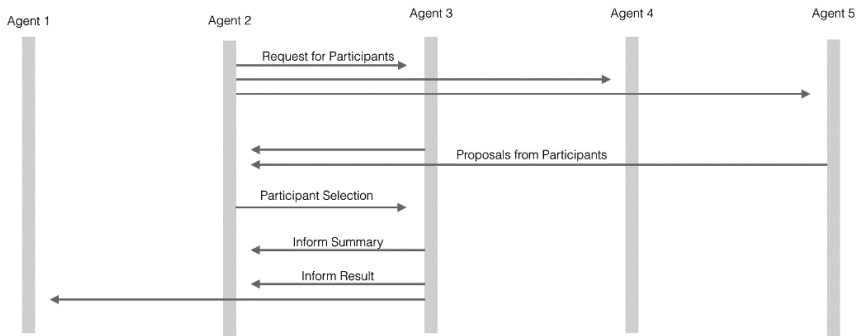 Agent 1
Agent 2
Agent 3
Agent 4
Agent 5
Request for Participants
Proposals from Participants
Participant Selection
Inform Summary
Inform Result